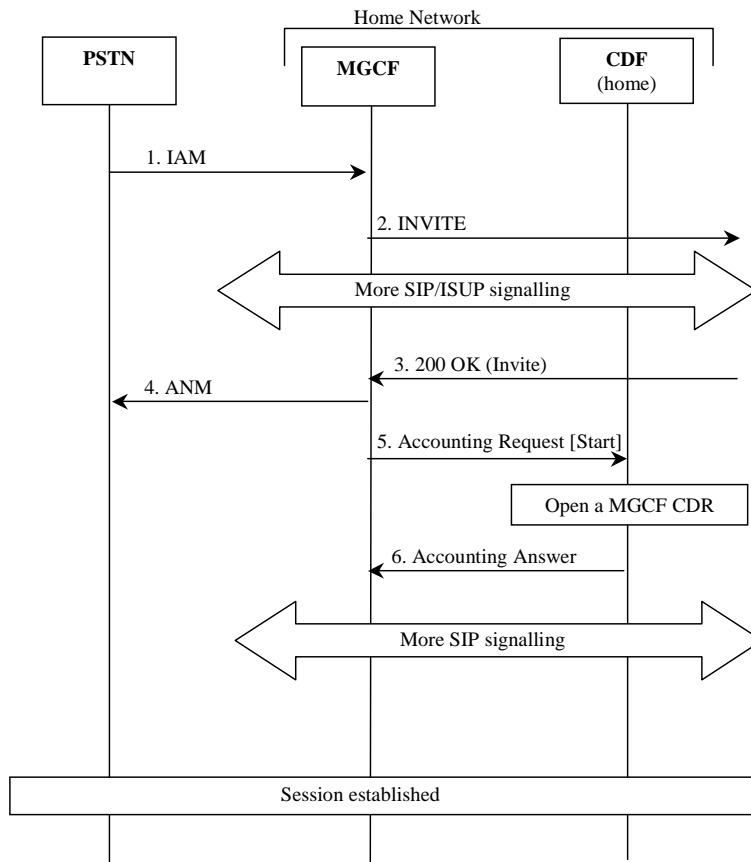 Home Network
PSTN
MGCF
CDF
(home)
1. IAM
2. INVITE
More SIP/ISUP signalling
3. 200 OK (Invite)
4. ANM
5. Accounting Request [Start]
Open a MGCF CDR
6. Accounting Answer
More SIP signalling
Session established